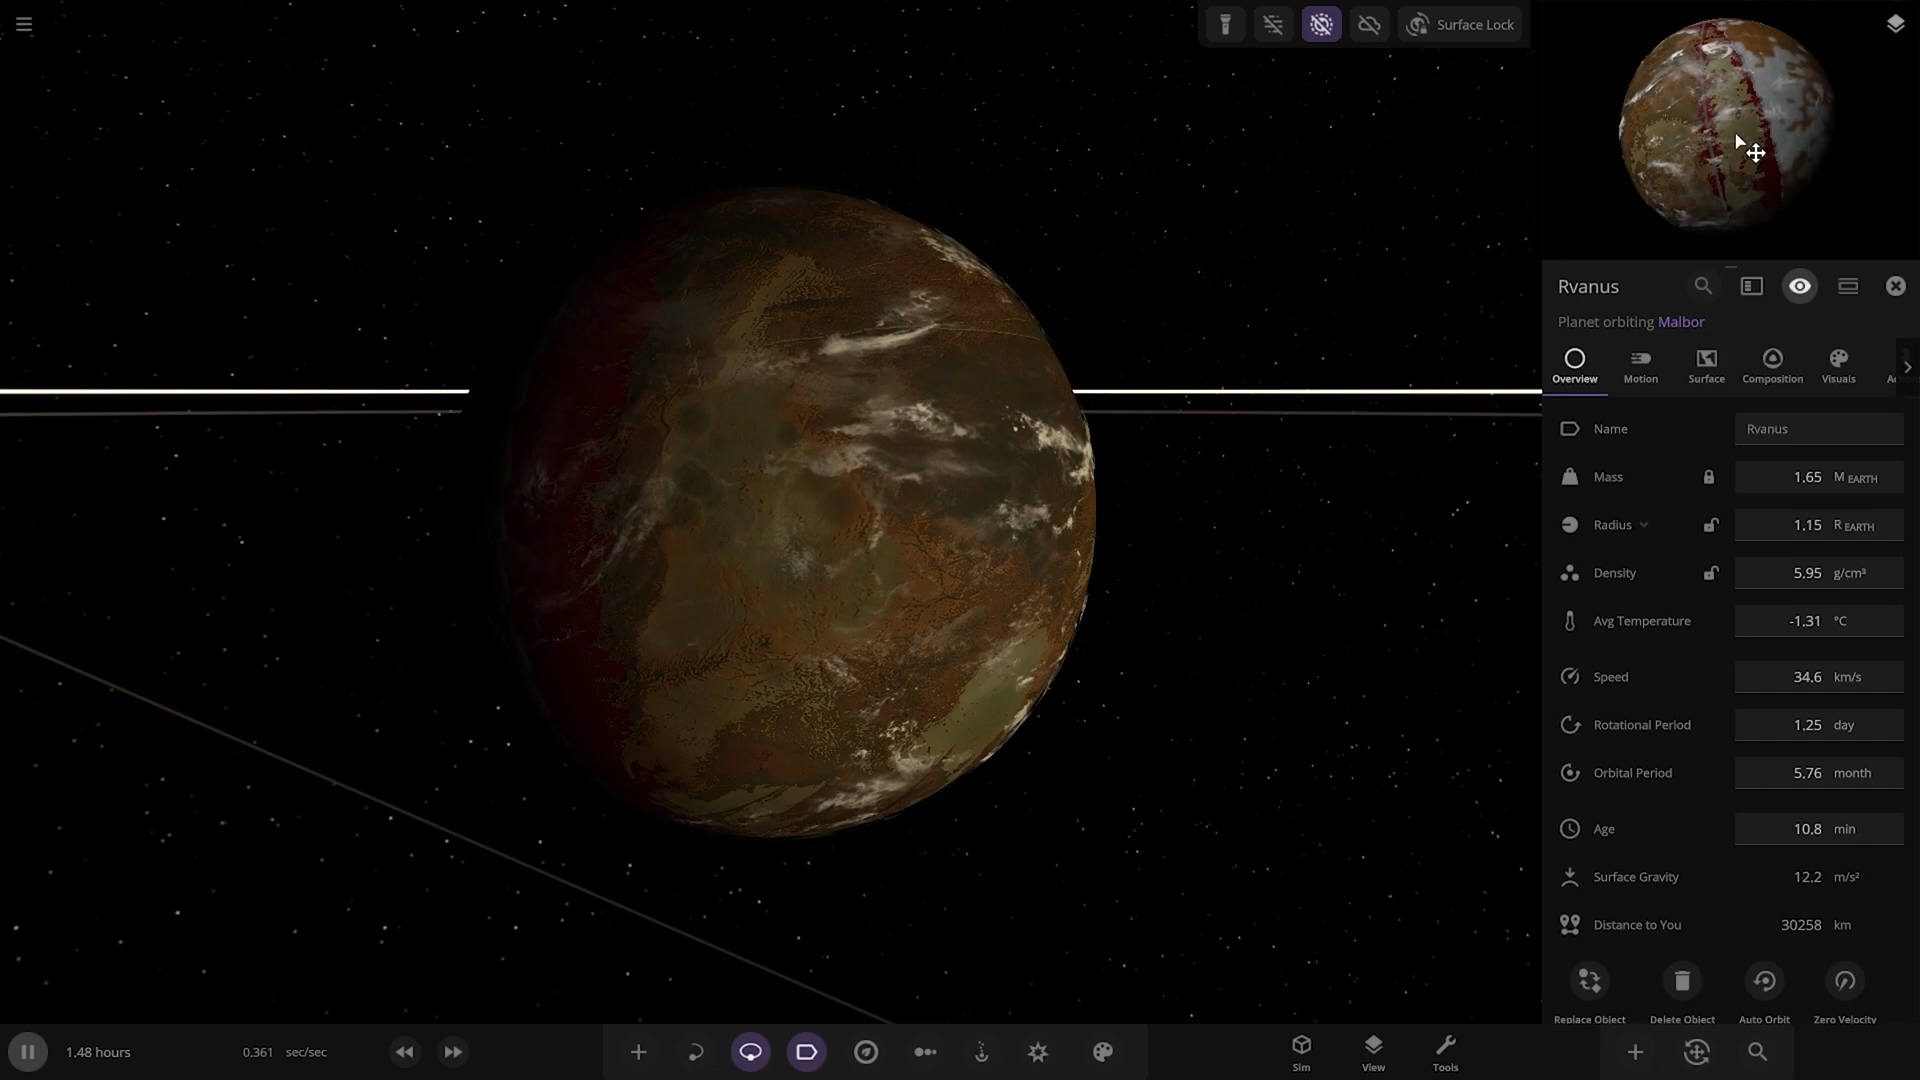 Surface Lock
Rvanus
Planet orbiting Malbor
Overview
Motion
Surface
Composition
Visuals
Name
Rvanus
Mass
1.65 M EARTH
Radius
1.15 R EARTH
Density
5.95 g/cm³
Avg Temperature
-1.31 °C
Speed
34.6 km/s
Rotational Period
1.25 day
Orbital Period
5.76 month
Age
10.8 min
Surface Gravity
12.2 m/s²
Distance to You
30258 km
Replace Object
Delete Object
Auto Orbit
Zero Velocity
1.48 hours
0.361 sec/sec
Sim
View
Tools